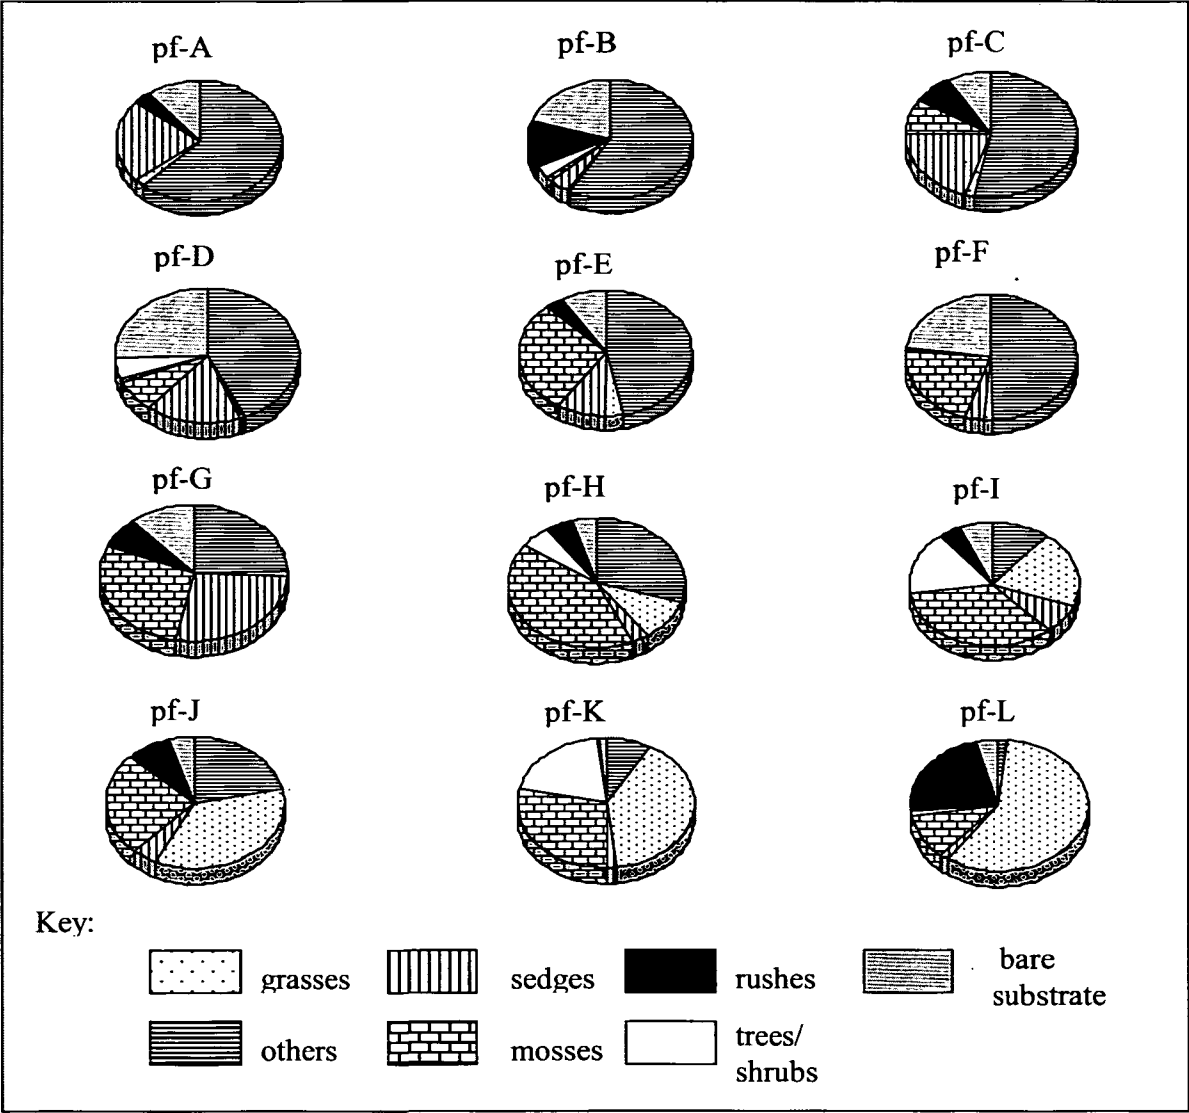 pf-A
pf-B
pf-C
pf-D
pf-E
pf-F
pf-G
pf-H
pf-I
pf-J
pf-K
pf-L
Key:
grasses
sedges
rushes
bare
substrate
others
mosses
trees/
shrubs